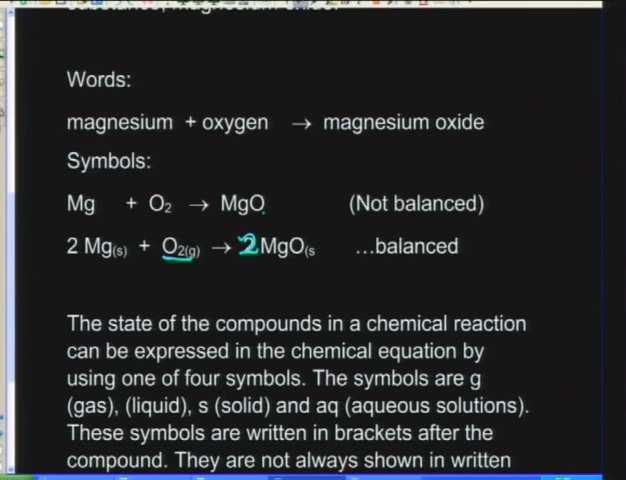 Words:
magnesium + oxygen → magnesium oxide
Symbols:
Mg + O₂ → MgO (Not balanced)
2 Mg(s) + O₂(g) → 2MgO(s ...balanced
The state of the compounds in a chemical reaction
can be expressed in the chemical equation by
using one of four symbols. The symbols are g
(gas), (liquid), s (solid) and aq (aqueous solutions).
These symbols are written in brackets after the
compound. They are not always shown in written